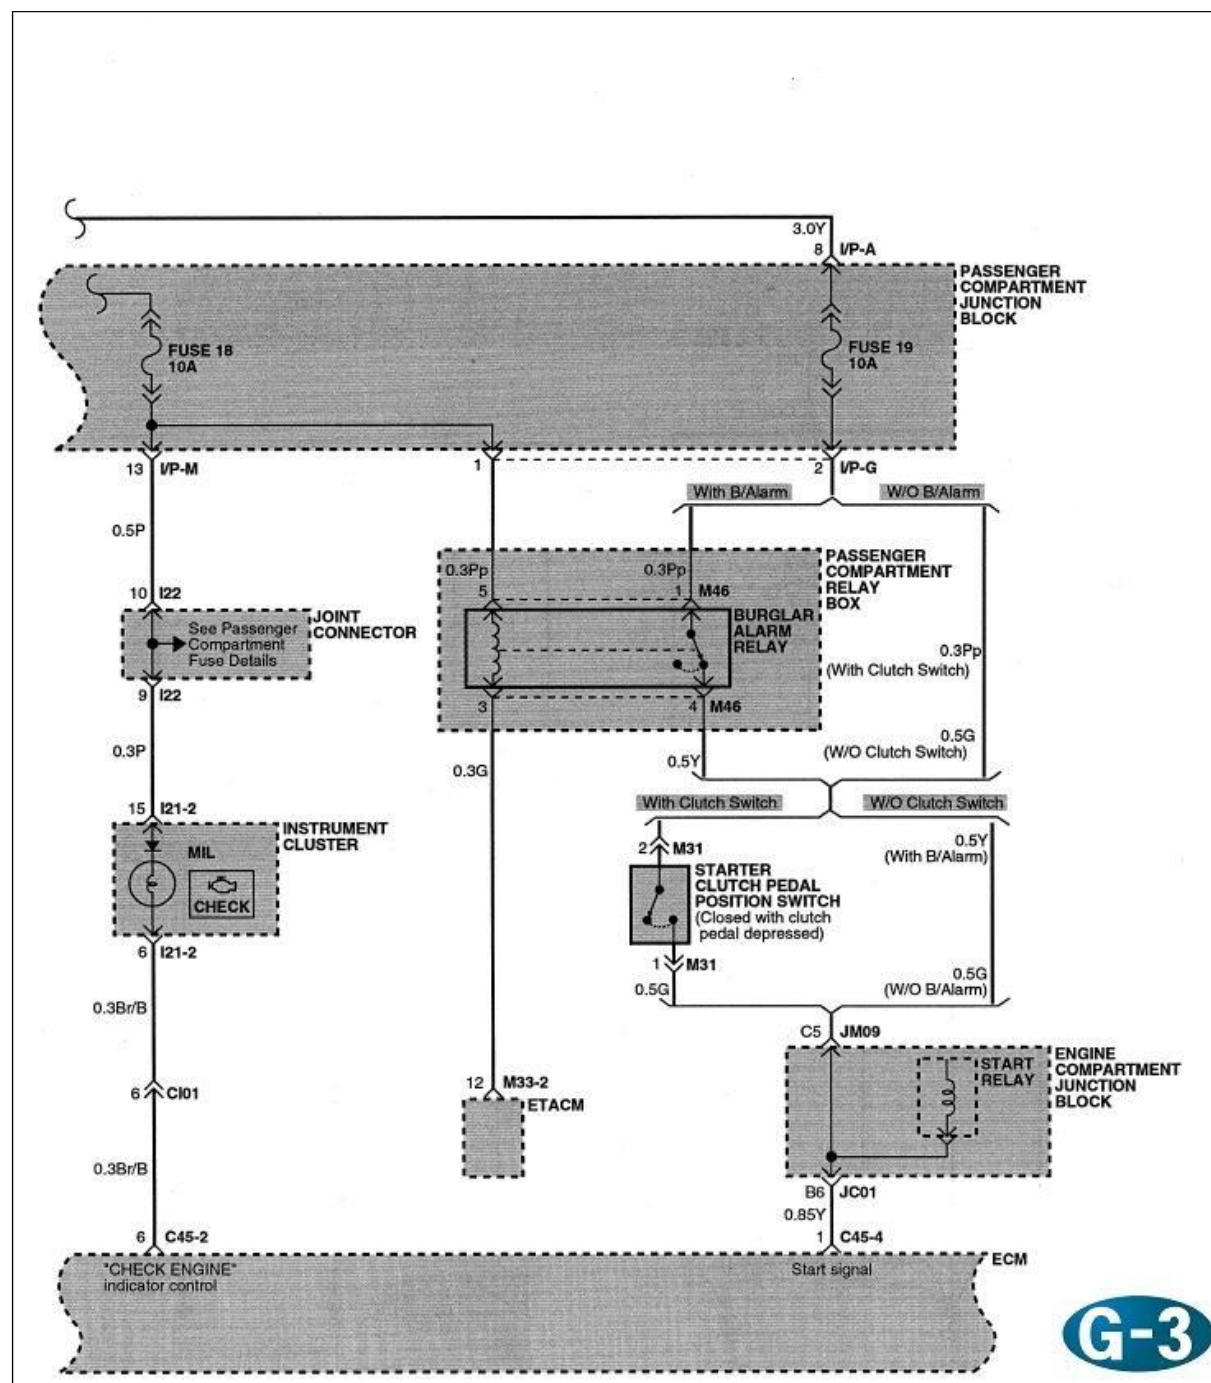 3.0Y
8 I/P-A
PASSENGER
COMPARTMENT
JUNCTION
BLOCK
FUSE 18
10A
FUSE 19
10A
13 I/P-M
1
2 I/P-G
With B/Alarm
W/O B/Alarm
0.5P
PASSENGER
COMPARTMENT
RELAY
BOX
0.3Pp
0.3Pp
5
1 M46
10 I22
JOINT
CONNECTOR
See Passenger
Compartment
Fuse Details
BURGLAR
ALARM
RELAY
0.3Pp
(With Clutch Switch)
9 I22
3
4 M46
0.5G
(W/O Clutch Switch)
0.3P
0.3G
0.5Y
With Clutch Switch
W/O Clutch Switch
15 I21-2
INSTRUMENT
CLUSTER
MIL
CHECK
2 M31
0.5Y
(With B/Alarm)
STARTER
CLUTCH PEDAL
POSITION SWITCH
(Closed with clutch
pedal depressed)
6 I21-2
1 M31
0.5G
0.5G
(W/O B/Alarm)
0.3Br/B
C5 JM09
START
RELAY
ENGINE
COMPARTMENT
JUNCTION
BLOCK
6 CI01
12 M33-2
ETACM
0.3Br/B
B6 JC01
0.85Y
6 C45-2
1 C45-4
ECM
"CHECK ENGINE"
indicator control
Start signal
G-3